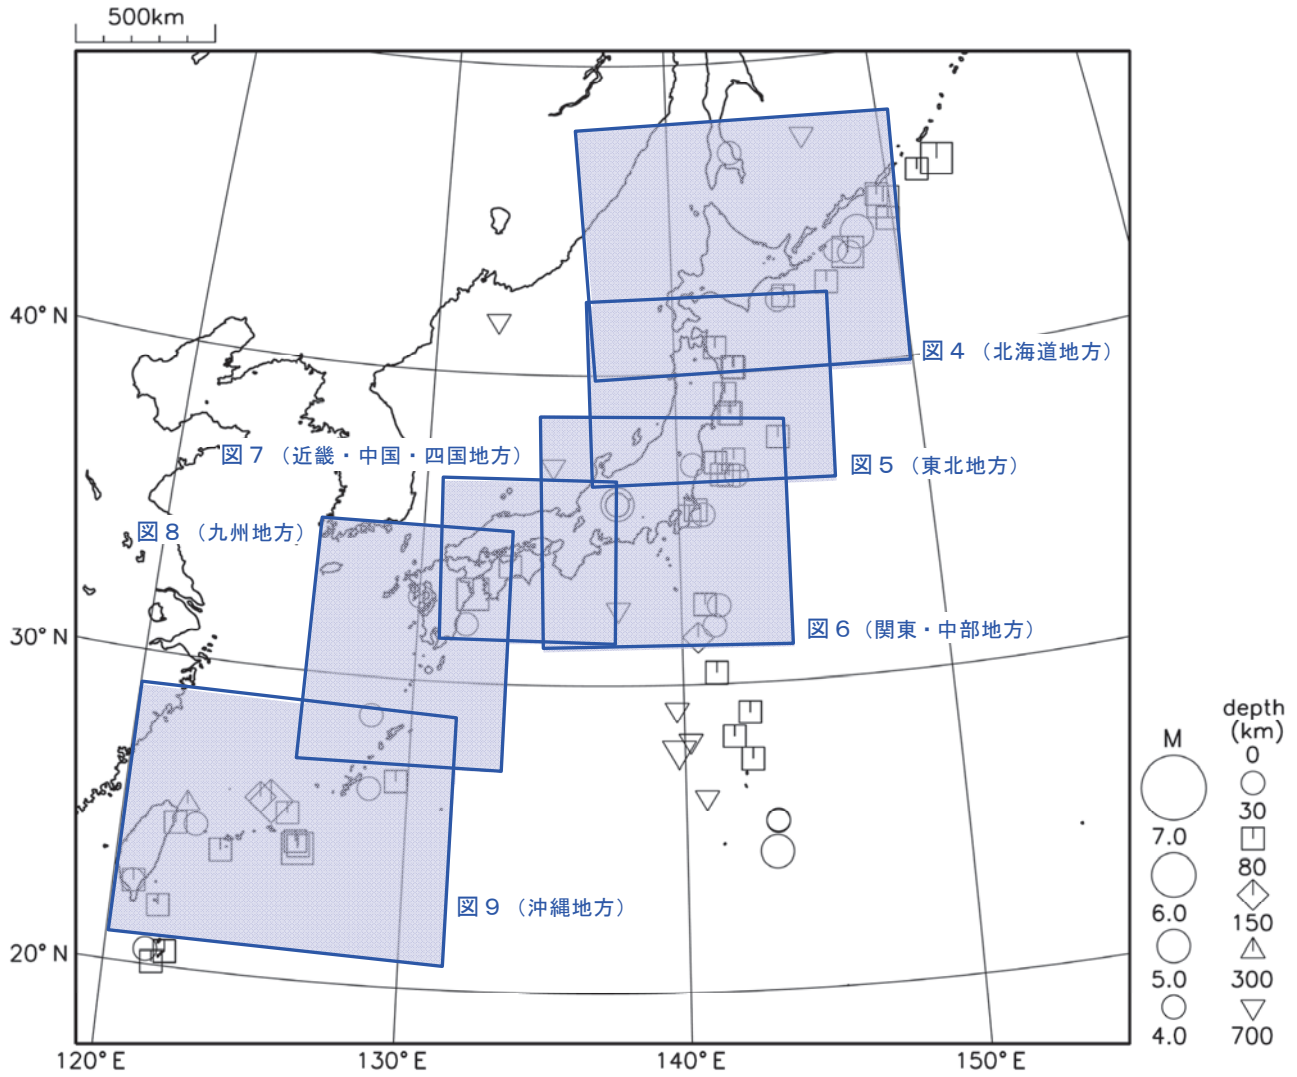 500km
40° N
図4（北海道地方）
図7（近畿・中国・四国地方）
図5（東北地方）
図8（九州地方）
30° N
図6（関東・中部地方）
depth
(km)
M
0
30
7.0
80
図9（沖縄地方）
6.0
150
20° N
5.0
300
4.0
700
120° E
130° E
140° E
150° E